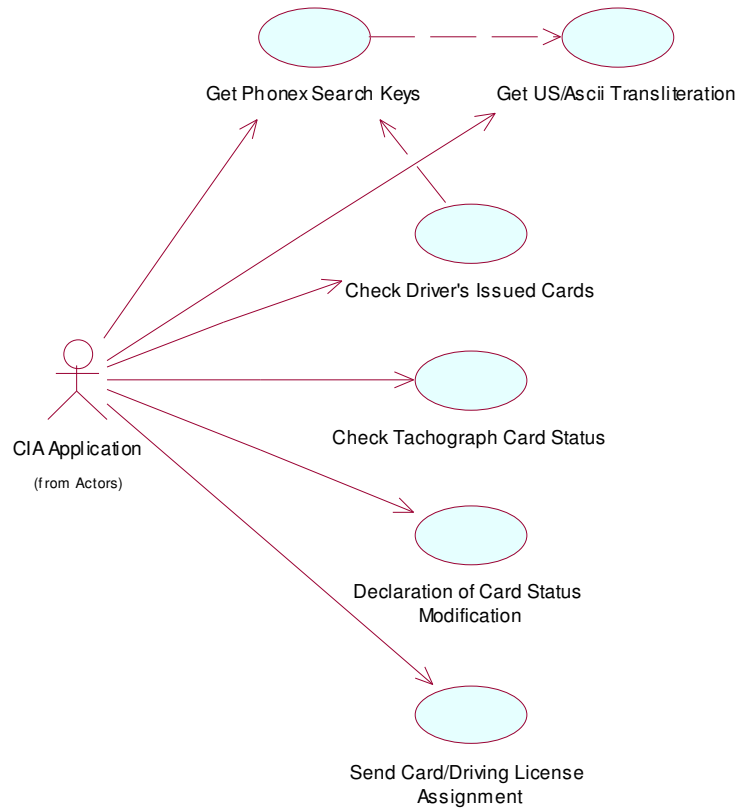 Get Phonex Search Keys
Get US/Ascii Transliteration
Check Driver's Issued Cards
Check Tachograph Card Status
CIA Application
(from Actors)
Declaration of Card Status
Modification
Send Card/Driving License
Assignment